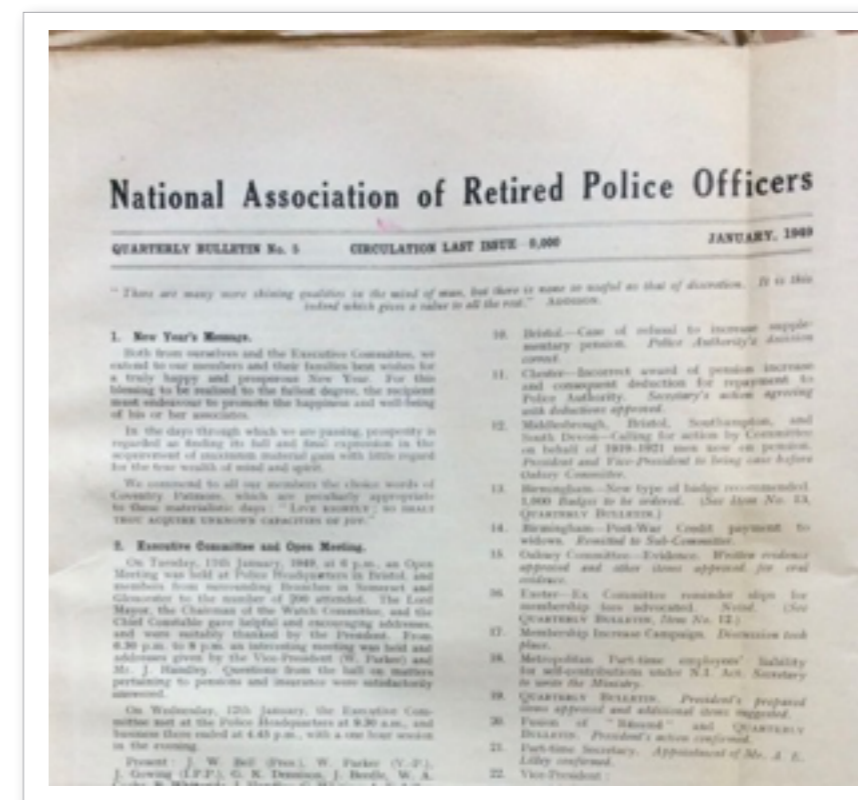 National Association of Retired Police Officers
QUARTERLY BULLETIN No. 5 CIRCULATION LAST ISSUE 8,000 JANUARY, 1949
"There are many more shining qualities in the mind of man, but there is none so useful as that of discretion. It is this
indeed which gives a value to all the rest." ADDISON.
1. New Year's Message.
Both from ourselves and the Executive Committee, we
extend to our members and their families best wishes for
a truly happy and prosperous New Year. For this
blessing to be realised to the fullest degree, the recipient
must endeavour to promote the happiness and well-being
of his or her associates.
In the days through which we are passing, prosperity is
regarded as finding its full and final expression in the
acquirement of maximum material gain with little regard
for the true wealth of mind and spirit.
We commend to all our members the choice words of
Coventry Patmore, which are peculiarly appropriate
to these materialistic days: "LIVE RIGHTLY; SO SHALT
THOU ACQUIRE UNKNOWN CAPACITIES OF JOY."
2. Executive Committee and Open Meeting.
On Tuesday, 11th January, 1949, at 6 p.m., an Open
Meeting was held at Police Headquarters in Bristol, and
members from surrounding Branches in Somerset and
Gloucester to the number of 200 attended. The Lord
Mayor, the Chairman of the Watch Committee, and the
Chief Constable gave helpful and encouraging addresses,
and were suitably thanked by the President. From
6.30 p.m. to 8 p.m. an interesting meeting was held and
addresses given by the Vice-President (W. Parker) and
Mr. J. Handley. Questions from the hall on matters
pertaining to pensions and insurance were satisfactorily
answered.
On Wednesday, 12th January, the Executive Com-
mittee met at the Police Headquarters at 9.30 a.m., and
business there ended at 4.45 p.m., with a one hour session
in the evening.
Present: J. W. Bell (Pres.), W. Parker (V.-P.),
J. Gowing (I.P.P.), G. K. Dennison, J. Beedle, W. A.
10. Bristol.—Case of refusal to increase supple-
mentary pension. Police Authority's decision
correct.
11. Chester—Incorrect award of pension increase
and consequent deduction for repayment to
Police Authority. Secretary's action agreeing
with deductions approved.
12. Middlesbrough, Bristol, Southampton, and
South Devon—Calling for action by Committee
on behalf of 1919-1921 men now on pension.
President and Vice-President to bring case before
Oaksey Committee.
13. Birmingham—New type of badge recommended.
1,000 Badges to be ordered. (See Item No. 13,
QUARTERLY BULLETIN.)
14. Birmingham—Post-War Credit payment to
widows. Remitted to Sub-Committee.
15. Oaksey Committee—Evidence. Written evidence
approved and other items approved for oral
evidence.
16. Exeter—Ex Committee reminder slips for
membership fees advocated. Noted. (See
QUARTERLY BULLETIN, Item No. 12.)
17. Membership Increase Campaign. Discussion took
place.
18. Metropolitan Part-time employees' liability
for self-contributions under N.I. Act. Secretary
to write the Ministry.
19. QUARTERLY BULLETIN. President's prepared
items approved and additional items suggested.
20. Fusion of and QUARTERLY
BULLETIN. President's action confirmed.
21. Part-time Secretary. Appointment of Mr. A. E.
Lilley confirmed.
22. Vice-President: